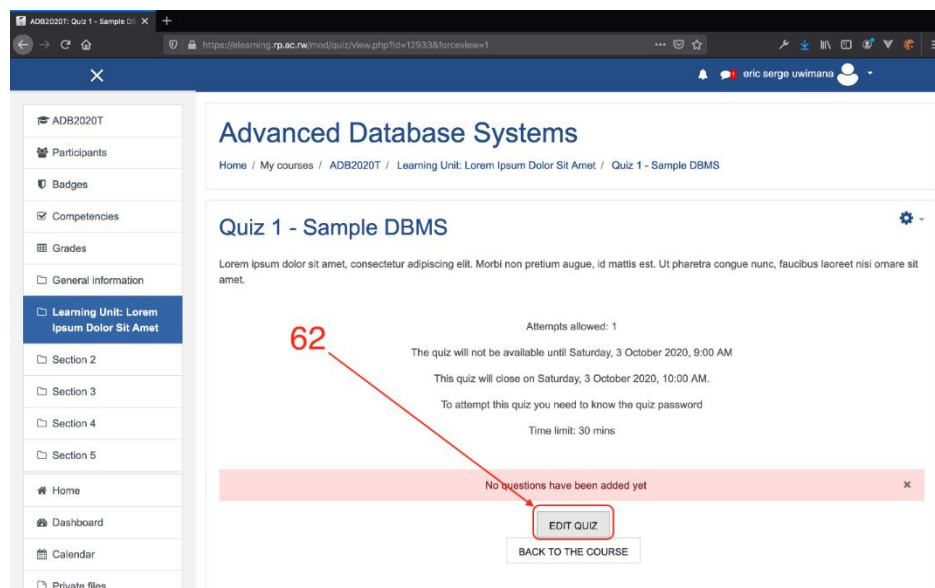 ADB2020T: Quiz 1 - Sample DB
https://elearning.rp.ac.rw/mod/quiz/view.php?id=12933&forceview=1
1 eric serge uwimana
ADB2020T
Participants
Badges
Competencies
Grades
General information
Learning Unit: Lorem
Ipsum Dolor Sit Amet
Section 2
Section 3
Section 4
Section 5
Home
Dashboard
Calendar
Private files
Advanced Database Systems
Home / My courses / ADB2020T / Learning Unit: Lorem Ipsum Dolor Sit Amet / Quiz 1 - Sample DBMS
Quiz 1 - Sample DBMS
Lorem ipsum dolor sit amet, consectetur adipiscing elit. Morbi non pretium augue, id mattis est. Ut pharetra congue nunc, faucibus laoreet nisi ornare sit
amet.
62
Attempts allowed: 1
The quiz will not be available until Saturday, 3 October 2020, 9:00 AM
This quiz will close on Saturday, 3 October 2020, 10:00 AM.
To attempt this quiz you need to know the quiz password
Time limit: 30 mins
No questions have been added yet
EDIT QUIZ
BACK TO THE COURSE